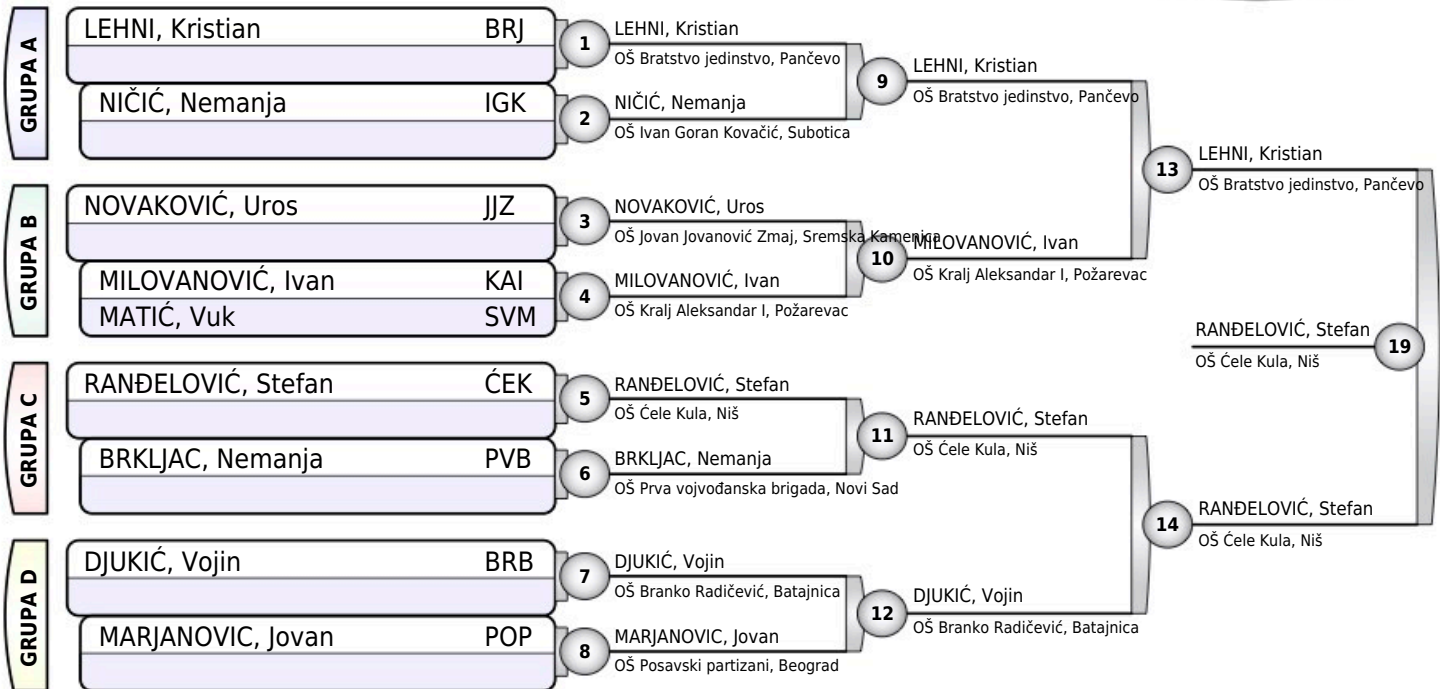 GRUPA A
LEHNI, Kristian BRJ
NIČIĆ, Nemanja IGK
1
LEHNI, Kristian
OŠ Bratstvo jedinstvo, Pančevo
2
NIČIĆ, Nemanja
OŠ Ivan Goran Kovačić, Subotica
9
LEHNI, Kristian
OŠ Bratstvo jedinstvo, Pančevo
GRUPA B
NOVAKOVIĆ, Uros JJZ
MILOVANOVIĆ, Ivan KAI
MATIĆ, Vuk SVM
3
NOVAKOVIĆ, Uros
OŠ Jovan Jovanović Zmaj, Sremska Kamenica
4
MILOVANOVIĆ, Ivan
OŠ Kralj Aleksandar I, Požarevac
10
MILOVANOVIĆ, Ivan
OŠ Kralj Aleksandar I, Požarevac
13
LEHNI, Kristian
OŠ Bratstvo jedinstvo, Pančevo
GRUPA C
RANĐELOVIĆ, Stefan ĆEK
BRKLJAC, Nemanja PVB
5
RANĐELOVIĆ, Stefan
OŠ Ćele Kula, Niš
6
BRKLJAC, Nemanja
OŠ Prva vojvođanska brigada, Novi Sad
11
RANĐELOVIĆ, Stefan
OŠ Ćele Kula, Niš
GRUPA D
DJUKIĆ, Vojin BRB
MARJANOVIC, Jovan POP
7
DJUKIĆ, Vojin
OŠ Branko Radičević, Batajnica
8
MARJANOVIC, Jovan
OŠ Posavski partizani, Beograd
12
DJUKIĆ, Vojin
OŠ Branko Radičević, Batajnica
14
RANĐELOVIĆ, Stefan
OŠ Ćele Kula, Niš
RANĐELOVIĆ, Stefan
OŠ Ćele Kula, Niš
19